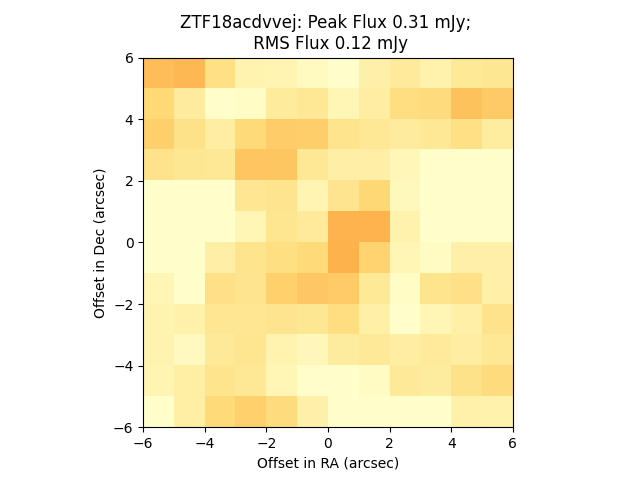 ZTF18acdvvej: Peak Flux 0.31 mJy;
RMS Flux 0.12 mJy
6
4
2
0
−2
−4
−6
Offset in Dec (arcsec)
−6 −4 −2 0 2 4 6
Offset in RA (arcsec)